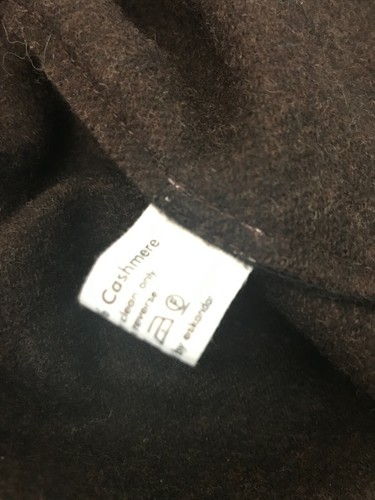 Cashmere
clean only
reverse
by eskandar